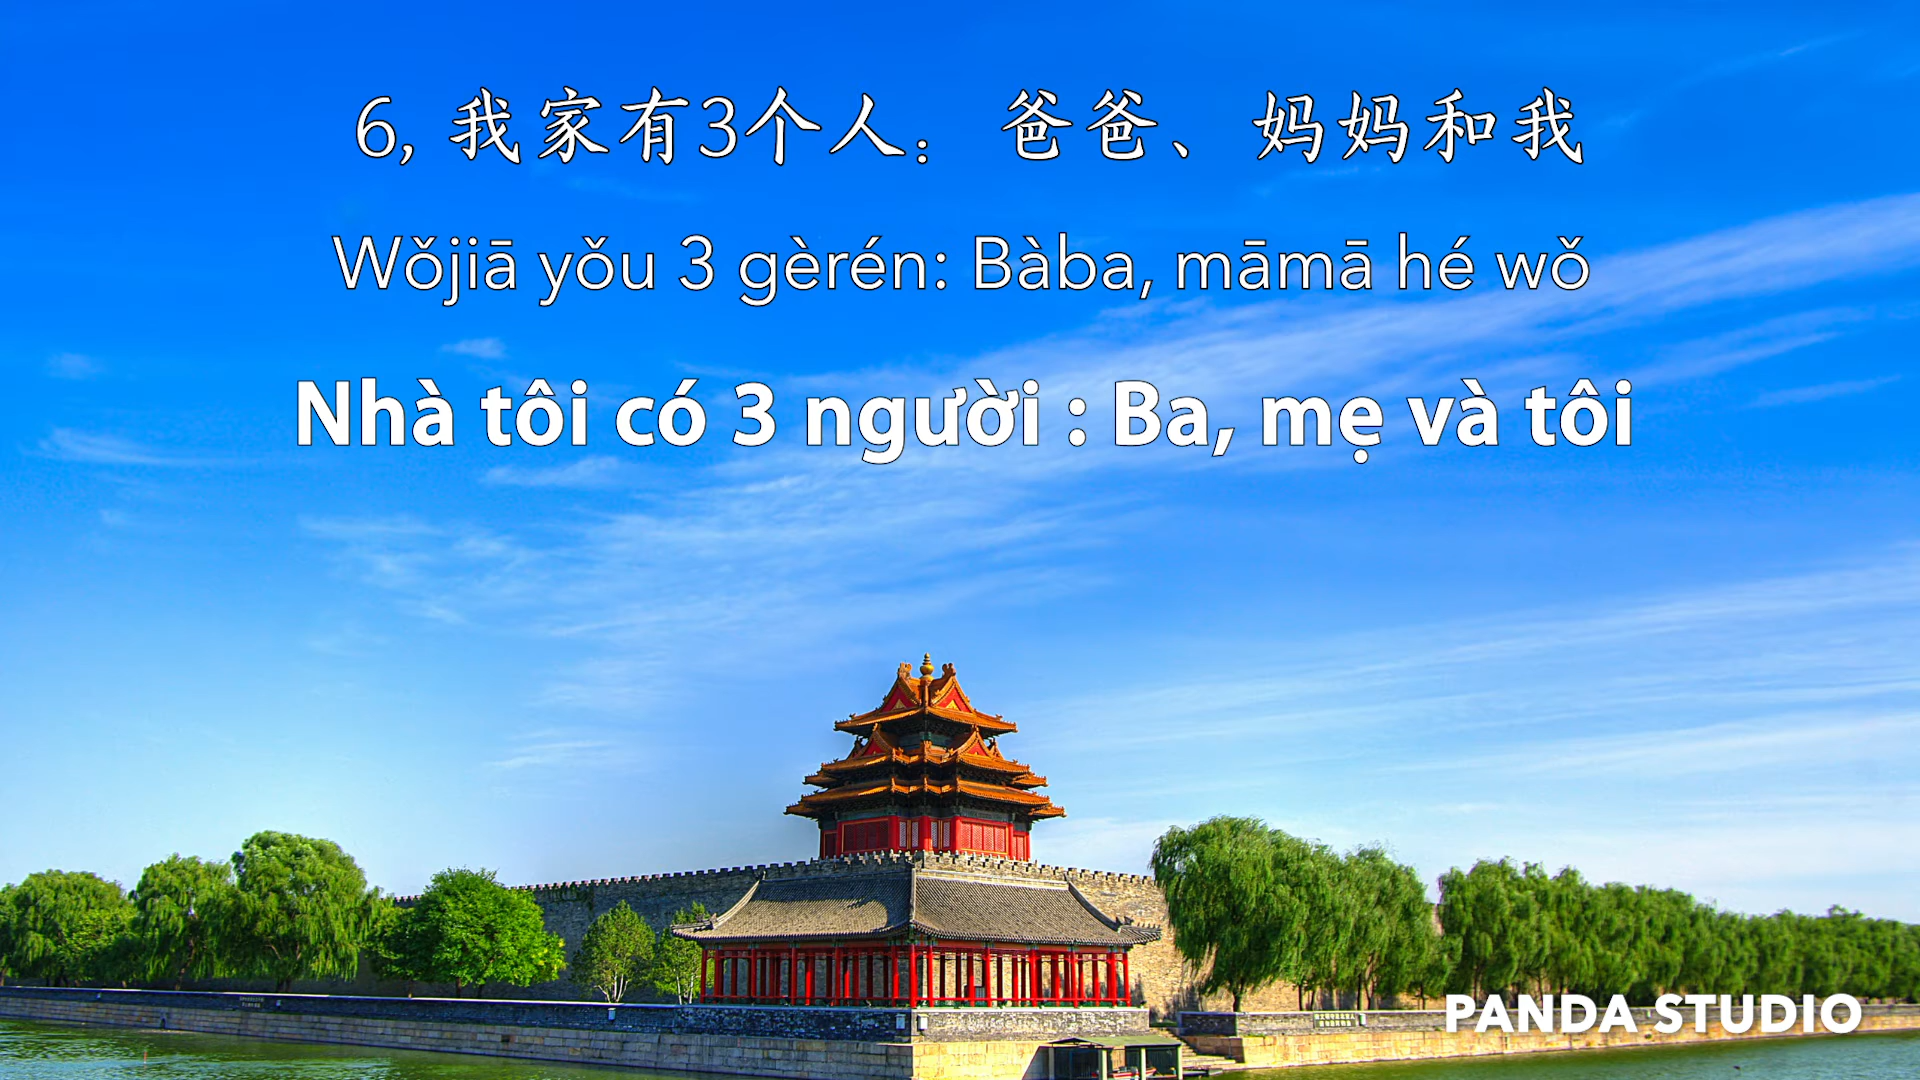 6, 我家有3个人： 爸爸、妈妈和我
Wǒjiā yǒu 3 gèrén: Bàba, māmā hé wǒ
Nhà tôi có 3 người : Ba, mẹ và tôi
PANDA STUDIO